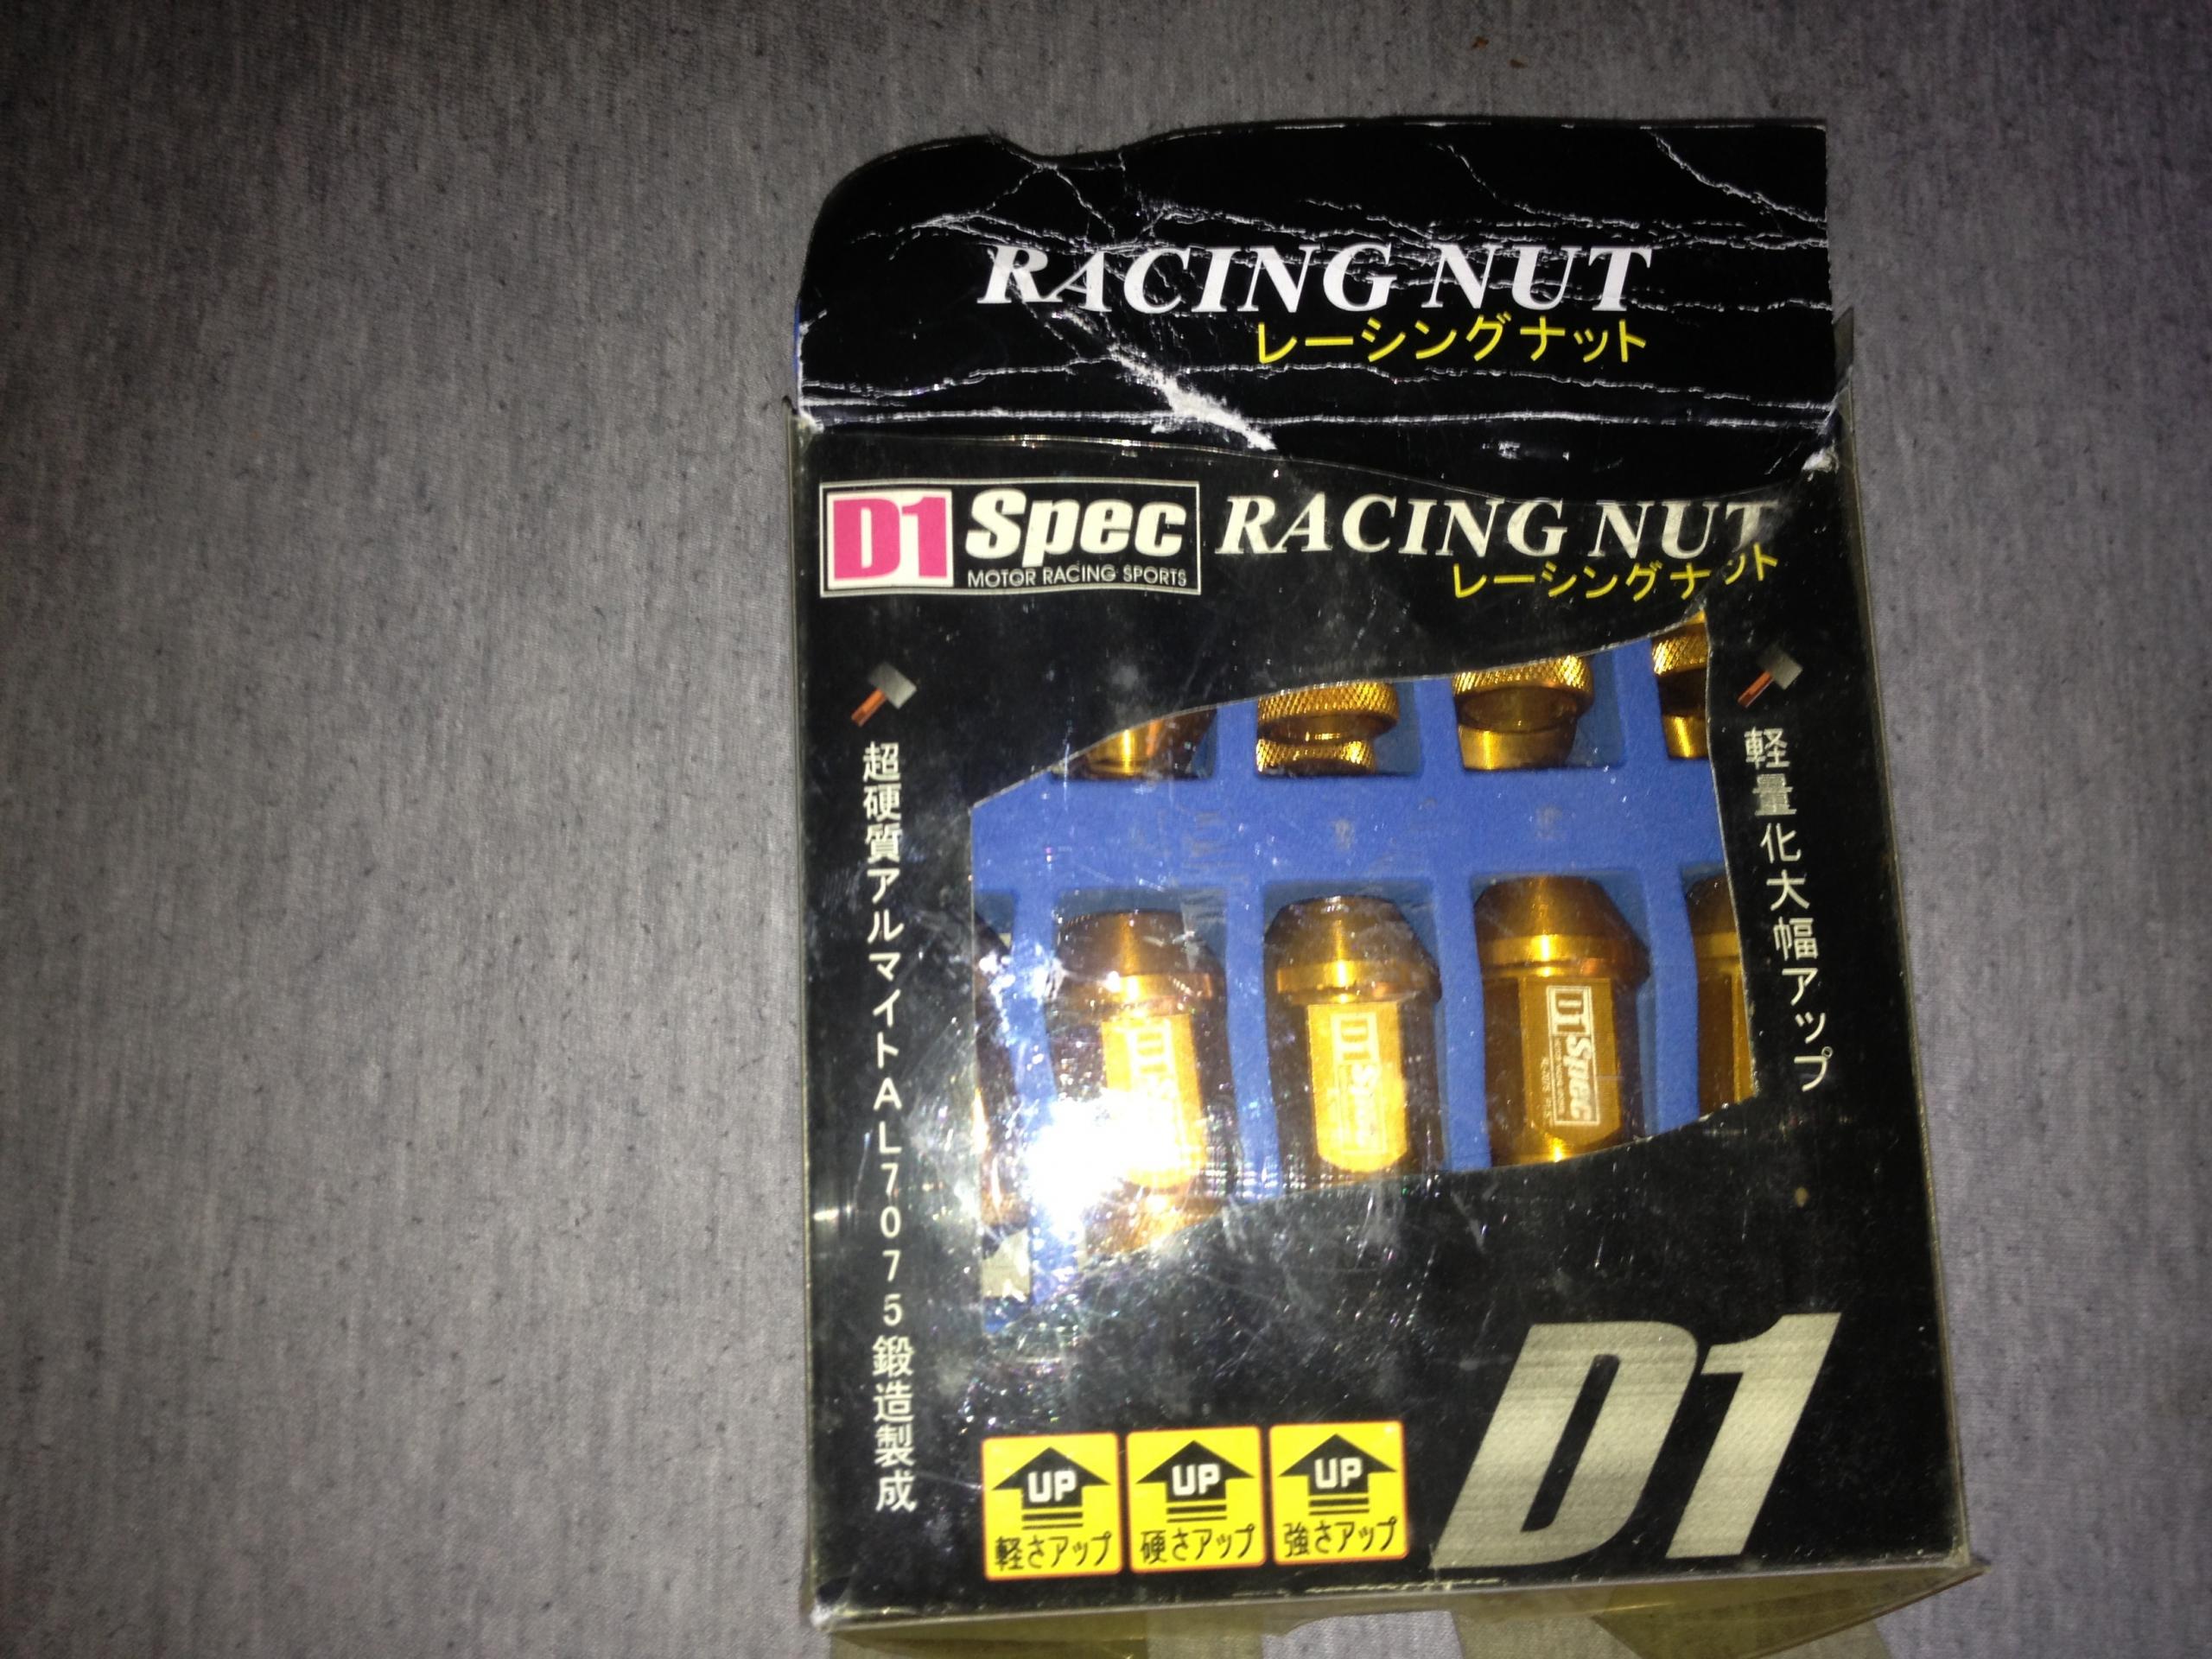 RACING NUT
レーシングナット
D1 Spec
MOTOR RACING SPORTS
RACING NUT
レーシングナット
超硬質アルマイトAL7075鍛造製成
軽量化大幅アップ
D1 Spec
D1 Spec
D1 Spec
UP
軽さアップ
UP
硬さアップ
UP
強さアップ
D1